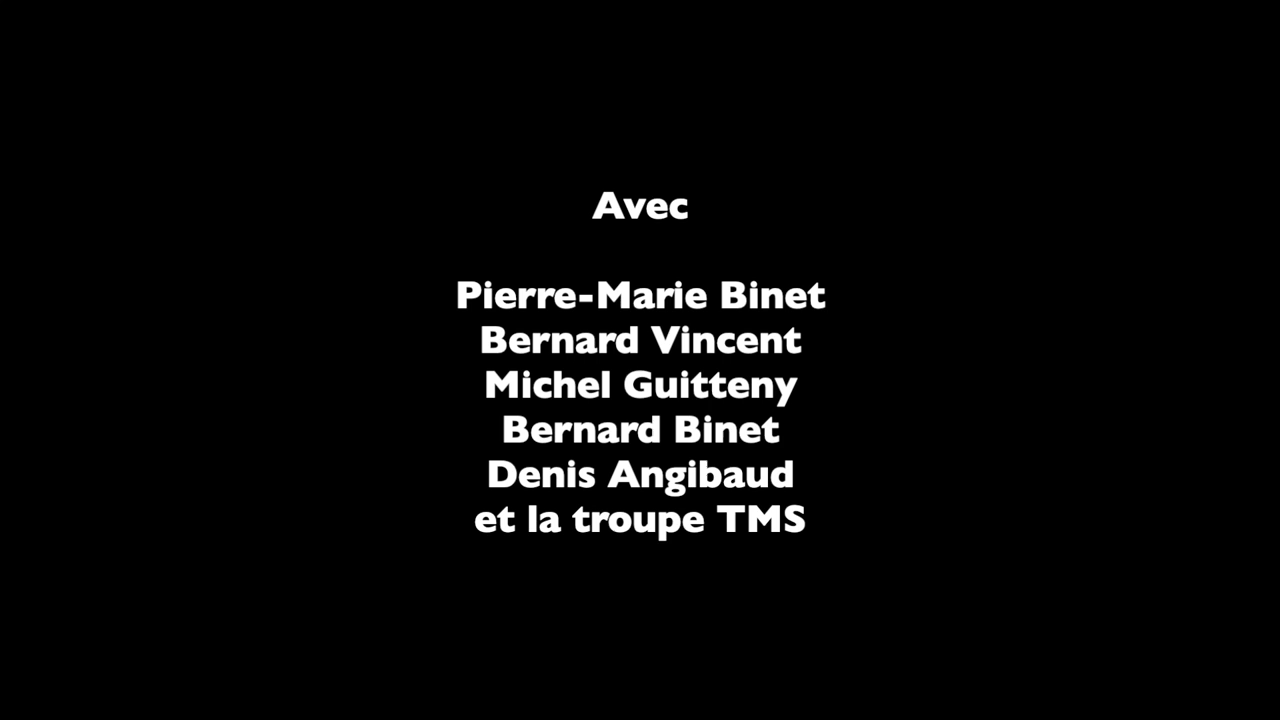 Avec
Pierre-Marie Binet
Bernard Vincent
Michel Guitteny
Bernard Binet
Denis Angibaud
et la troupe TMS